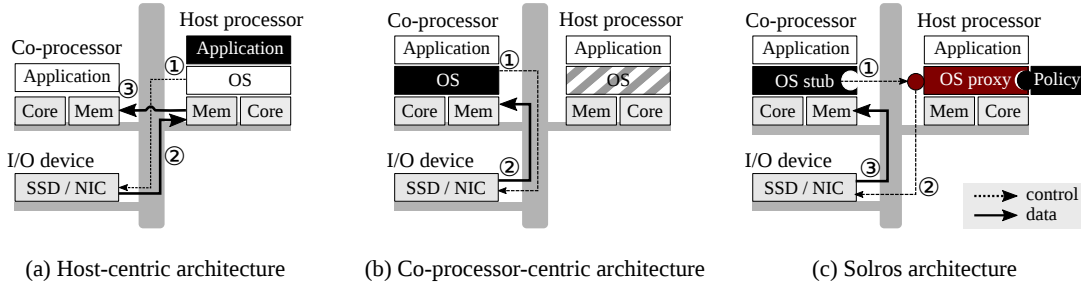 Co-processor
Application
Core Mem
I/O device
SSD / NIC
Host processor
Application
OS
Mem Core
①
②
③
(a) Host-centric architecture
Co-processor
Application
OS
Core Mem
I/O device
SSD / NIC
Host processor
Application
OS
Mem Core
①
②
(b) Co-processor-centric architecture
Co-processor
Application
OS stub
Core Mem
I/O device
SSD / NIC
Host processor
Application
OS proxy Policy
Mem Core
①
②
③
control
data
(c) Solros architecture